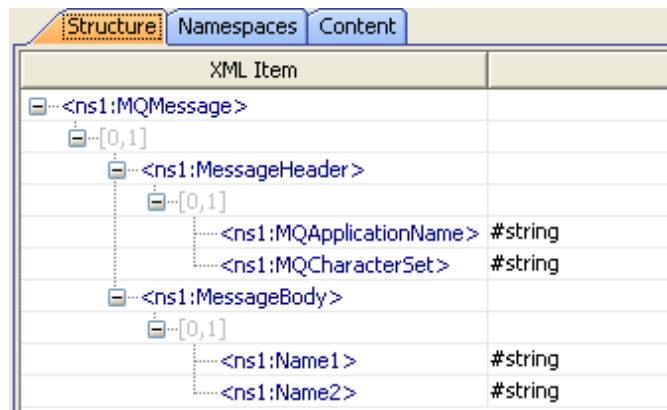 Structure Namespaces Content
XML Item
<ns1:MQMessage>
[0,1]
<ns1:MessageHeader>
[0,1]
<ns1:MQApplicationName> #string
<ns1:MQCharacterSet> #string
<ns1:MessageBody>
[0,1]
<ns1:Name1> #string
<ns1:Name2> #string